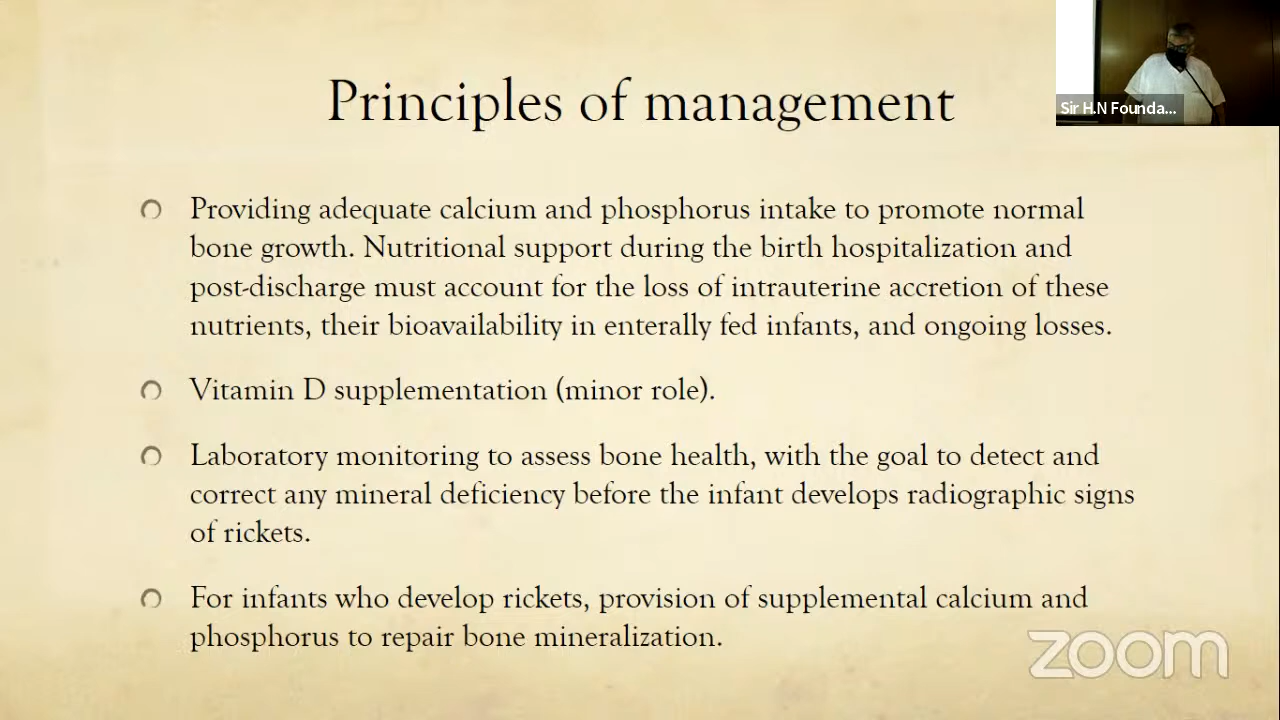 Principles of management
Sir H.N Founda...
Providing adequate calcium and phosphorus intake to promote normal
bone growth. Nutritional support during the birth hospitalization and
post-discharge must account for the loss of intrauterine accretion of these
nutrients, their bioavailability in enterally fed infants, and ongoing losses.
Vitamin D supplementation (minor role).
Laboratory monitoring to assess bone health, with the goal to detect and
correct any mineral deficiency before the infant develops radiographic signs
of rickets.
For infants who develop rickets, provision of supplemental calcium and
phosphorus to repair bone mineralization.
zoom